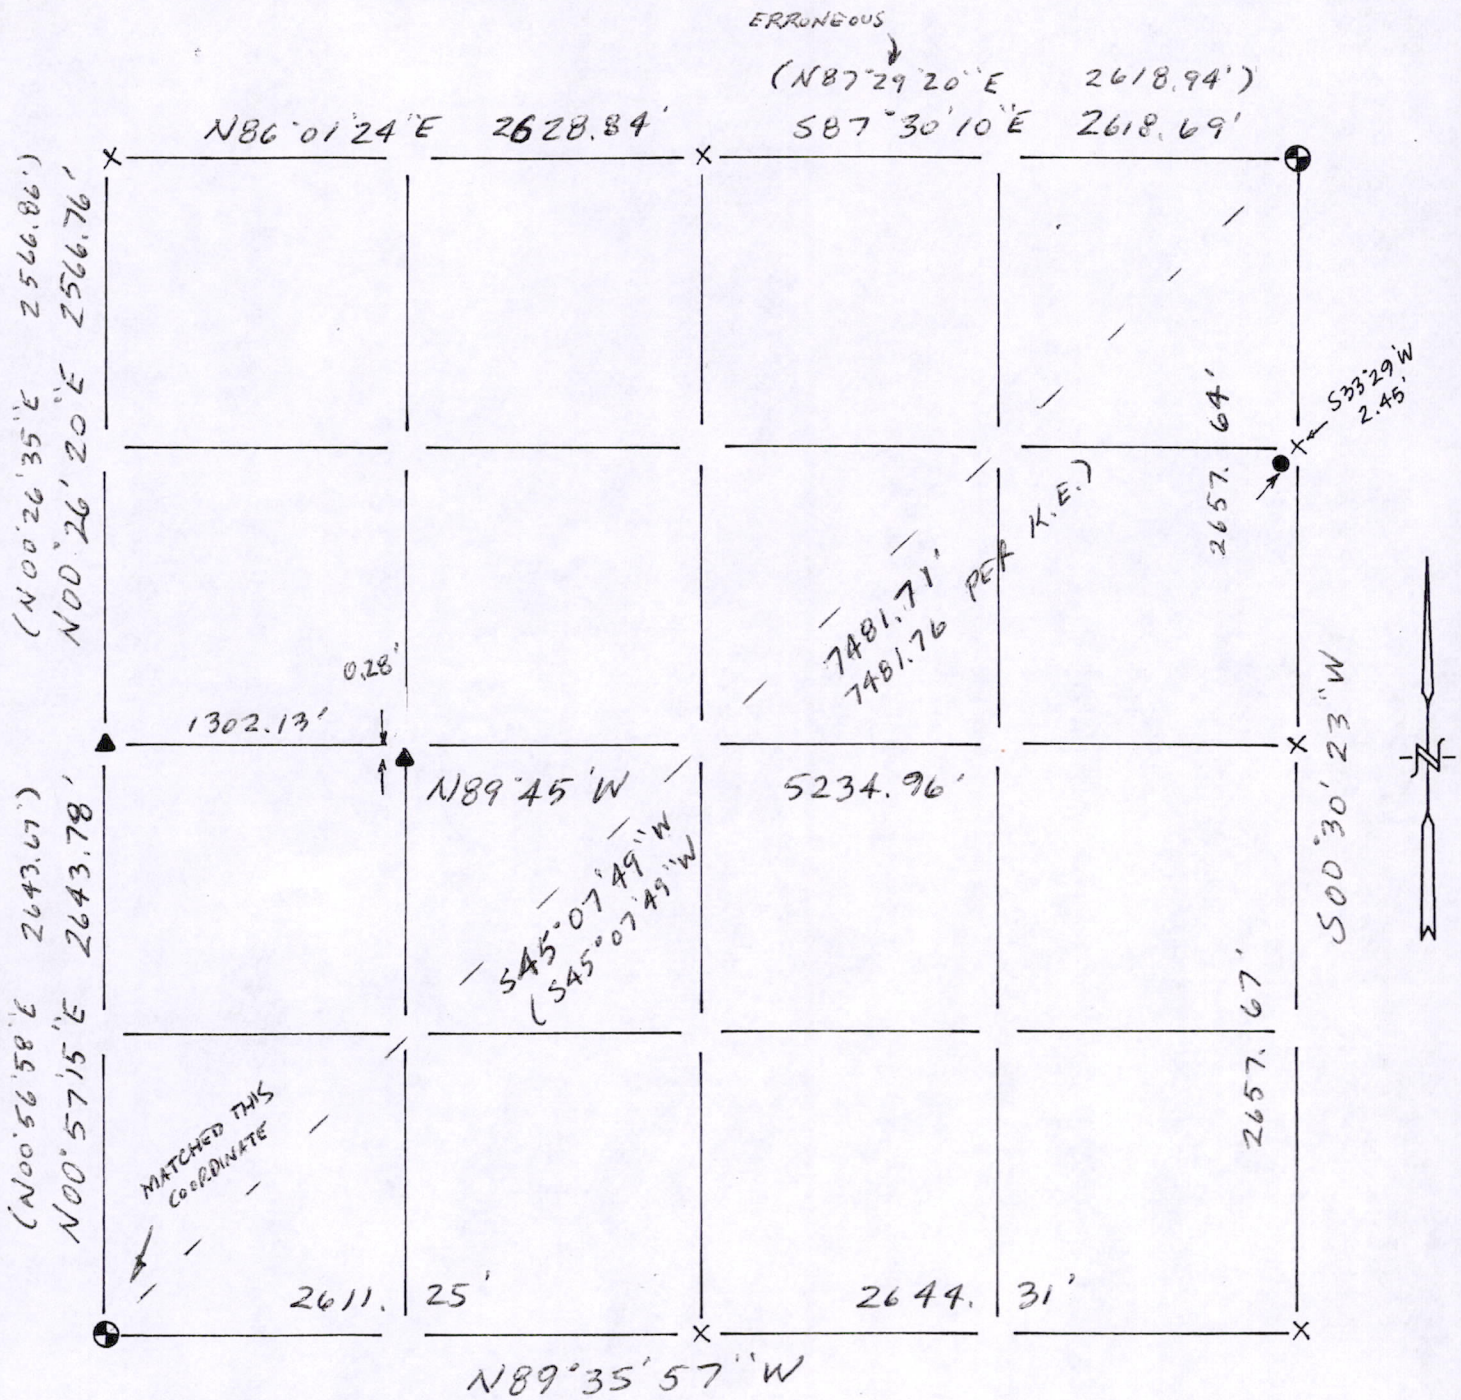 ERRONEOUS
(N87°29'20"E 2618.94')
N86°01'24"E 2628.84' S87°30'10"E 2618.69'
(N00°26'35"E 2566.86')
N00°26'20"E 2566.76'
S33°29'W
2.45'
2657.64'
7481.71'
7481.76 PER K.E.)
0.28'
1302.13'
N89°45'W 5234.96'
S45°07'49"W
(S45°07'49"W
S00°30'23"W
N
(N00°56'58"E 2643.67')
N00°57'15"E 2643.78'
2657.67'
MATCHED THIS
COORDINATE
2611.25' 2644.31'
N89°35'57"W